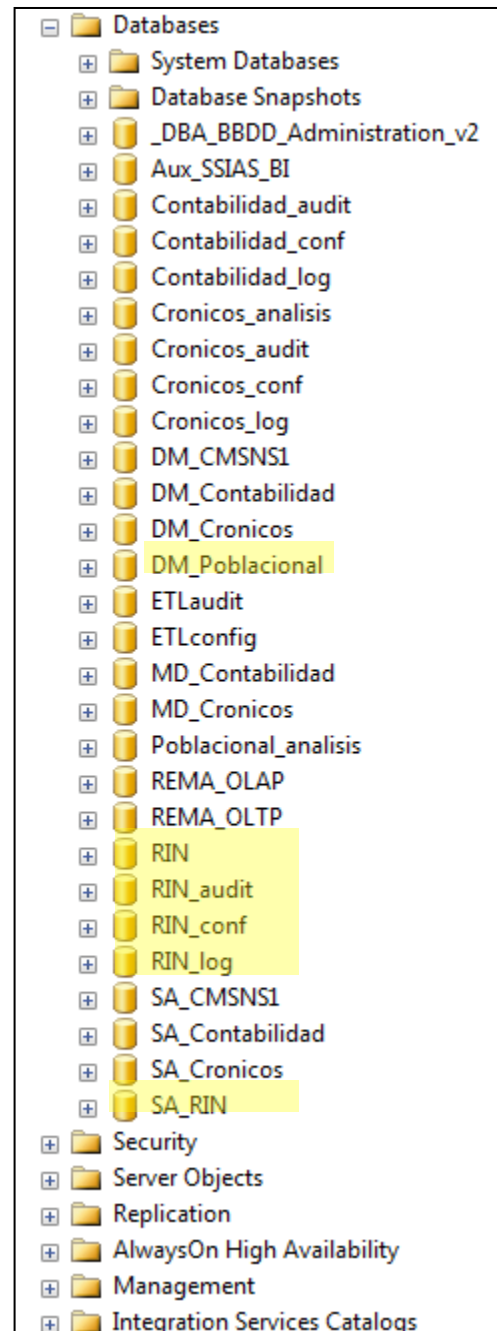 Databases
System Databases
Database Snapshots
_DBA_BBDD_Administration_v2
Aux_SSIAS_BI
Contabilidad_audit
Contabilidad_conf
Contabilidad_log
Cronicos_analisis
Cronicos_audit
Cronicos_conf
Cronicos_log
DM_CMSNS1
DM_Contabilidad
DM_Cronicos
DM_Poblacional
ETLaudit
ETLconfig
MD_Contabilidad
MD_Cronicos
Poblacional_analisis
REMA_OLAP
REMA_OLTP
RIN
RIN_audit
RIN_conf
RIN_log
SA_CMSNS1
SA_Contabilidad
SA_Cronicos
SA_RIN
Security
Server Objects
Replication
AlwaysOn High Availability
Management
Integration Services Catalogs